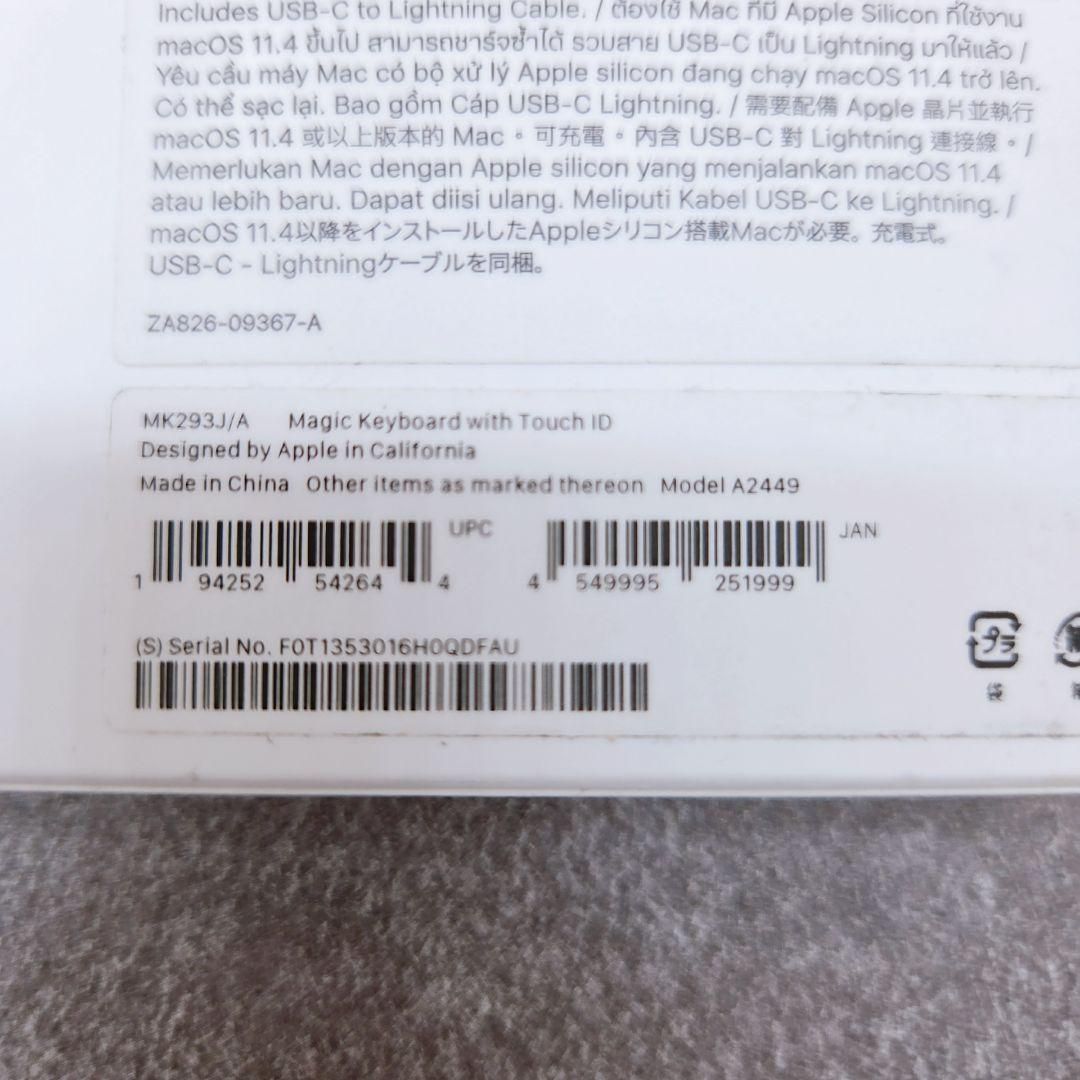 Includes USB-C to Lightning Cable. / ต้องใช้ Mac ที่มี Apple Silicon ที่ใช้งาน
macOS 11.4 ขึ้นไป สามารถชาร์จซ้ำได้ รวมสาย USB-C เป็น Lightning มาให้แล้ว /
Yêu cầu máy Mac có bộ xử lý Apple silicon đang chạy macOS 11.4 trở lên.
Có thể sạc lại. Bao gồm Cáp USB-C Lightning. / 需要配備 Apple 晶片並執行
macOS 11.4 或以上版本的 Mac。可充電。內含 USB-C 對 Lightning 連接線。/
Memerlukan Mac dengan Apple silicon yang menjalankan macOS 11.4
atau lebih baru. Dapat diisi ulang. Meliputi Kabel USB-C ke Lightning. /
macOS 11.4以降をインストールしたAppleシリコン搭載Macが必要。充電式。
USB-C - Lightningケーブルを同梱。
ZA826-09367-A
MK293J/A Magic Keyboard with Touch ID
Designed by Apple in California
Made in China Other items as marked thereon Model A2449
UPC JAN
1 94252 54264 4 4 549995 251999
(S) Serial No. F0T1353016H0QDFAU
プラ
袋